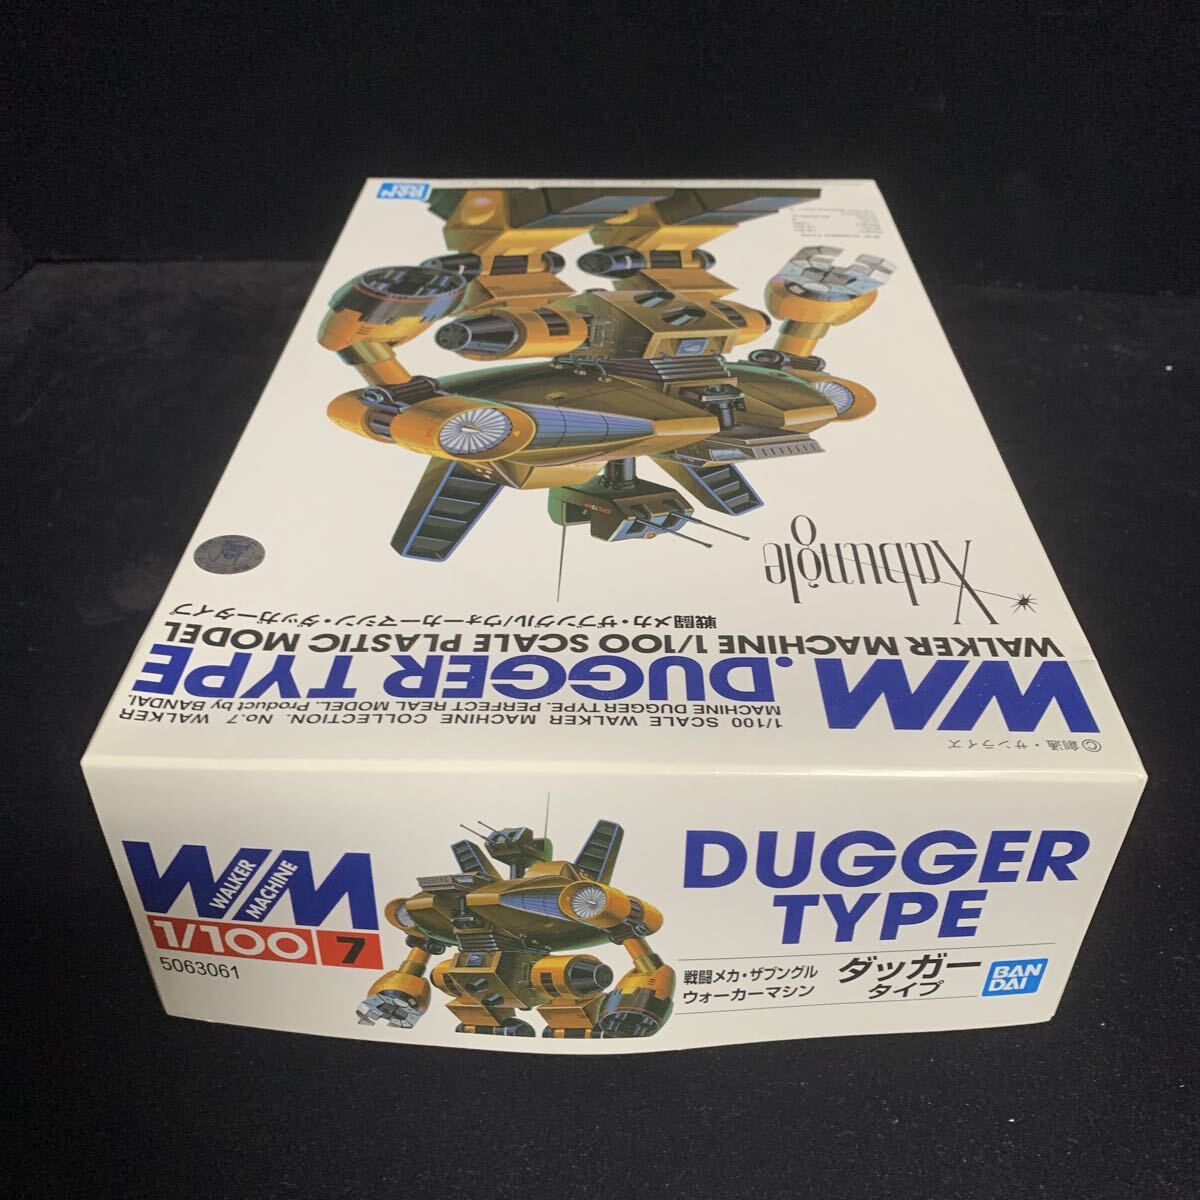 BAN
DAI
Xabungle
戦闘メカ・ザブングル/ウォーカーマシン・ダッガータイプ
WALKER MACHINE 1/100 SCALE PLASTIC MODEL
WM.DUGGER TYPE
1/100 SCALE WALKER MACHINE COLLECTION. No.7 WALKER
MACHINE DUGGER TYPE. PERFECT REAL MODEL. Product by BANDAI.
©創通・サンライズ
WM
WALKER
MACHINE
1/100 7
5063061
DUGGER
TYPE
戦闘メカ・ザブングル
ウォーカーマシン
ダッガー
タイプ
BAN
DAI